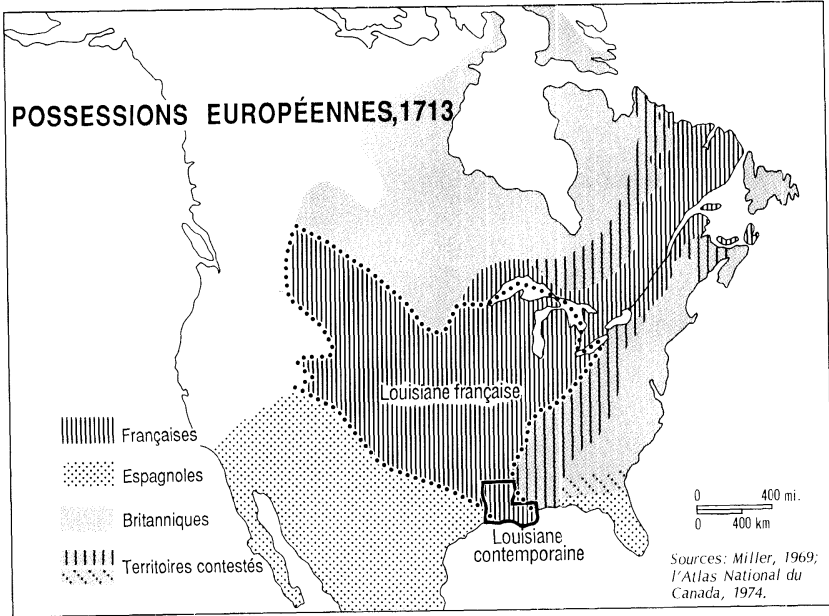 POSSESSIONS EUROPÉENNES,1713
Louisiane française
Françaises
Espagnoles
Britanniques
Territoires contestés
Louisiane
contemporaine
0 400 mi.
0 400 km
Sources: Miller, 1969;
l'Atlas National du
Canada, 1974.